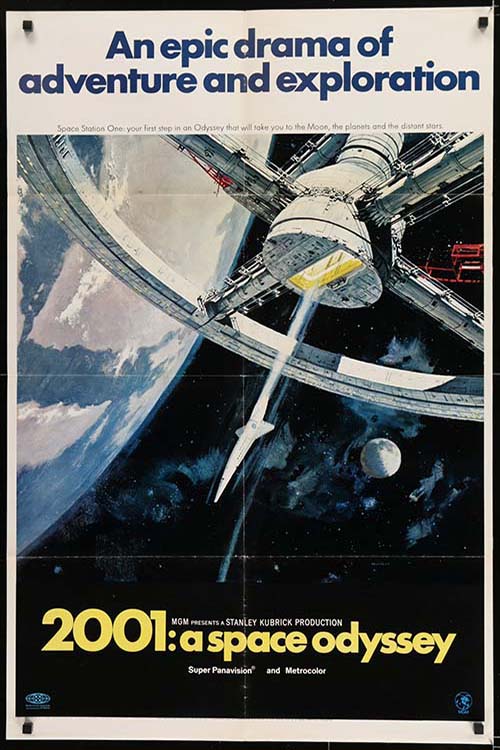 An epic drama of
adventure and exploration
Space Station One: your first step in an Odyssey that will take you to the Moon, the planets and the distant stars.
MGM PRESENTS A STANLEY KUBRICK PRODUCTION
2001: a space odyssey
Super Panavision® and Metrocolor
MGM